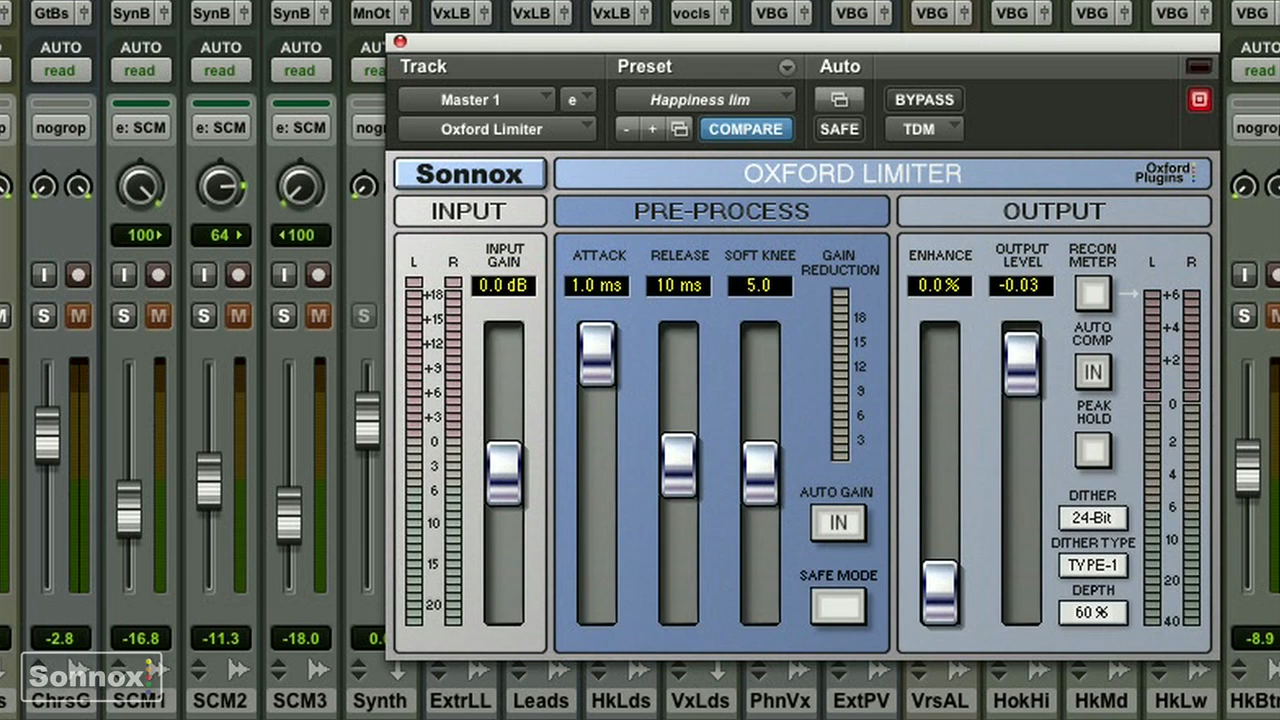 GtBs SynB SynB SynB MnOt VxLB VxLB VxLB vocls VBG VBG VBG VBG VBG VBG VBG
AUTO AUTO AUTO AUTO
read read read read
nogrop e: SCM e: SCM e: SCM
100 64 100
I I I I
S M S M S M S M S
-2.8 -16.8 -11.3 -18.0
Track Preset Auto
Master 1 e Happiness lim BYPASS
Oxford Limiter - + COMPARE SAFE TDM
Sonnox OXFORD LIMITER Oxford Plugins
INPUT PRE-PROCESS OUTPUT
L R INPUT GAIN
0.0 dB
+18
+15
+12
+9
+6
+3
0
3
6
10
15
20
ATTACK RELEASE SOFT KNEE GAIN REDUCTION
1.0 ms 10 ms 5.0
18
15
12
9
6
3
AUTO GAIN
IN
SAFE MODE
ENHANCE OUTPUT LEVEL RECON METER L R
0.0 % -0.03
AUTO COMP
IN
PEAK HOLD
DITHER
24-Bit
DITHER TYPE
TYPE-1
DEPTH
60 %
+6
+4
+2
0
2
4
6
10
20
40
AUTO
read
nogrop
I
S
-8.9
Sonnox
ChrsG SCM1 SCM2 SCM3 Synth ExtrLL Leads HkLds VxLds PhnVx ExtPV VrsAL HokHi HkMd HkLw